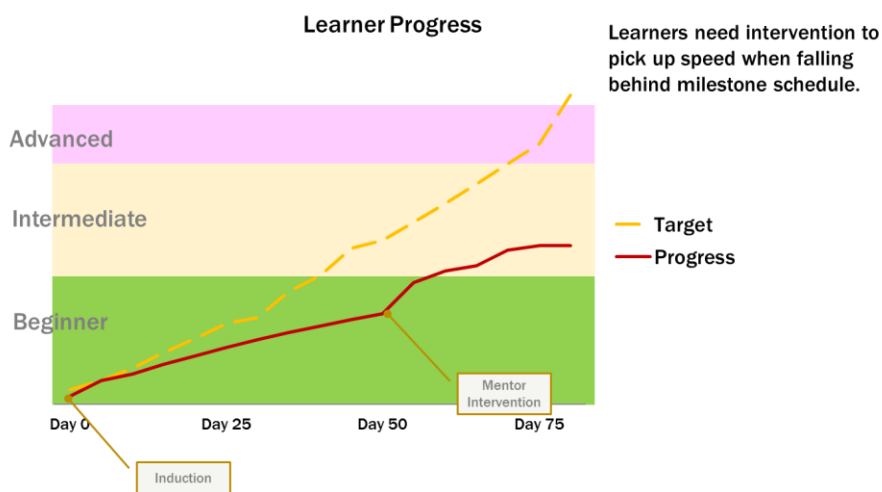 Learner Progress
Learners need intervention to
pick up speed when falling
behind milestone schedule.
Advanced
Intermediate
Beginner
Target
Progress
Mentor
Intervention
Day 0
Day 25
Day 50
Day 75
Induction